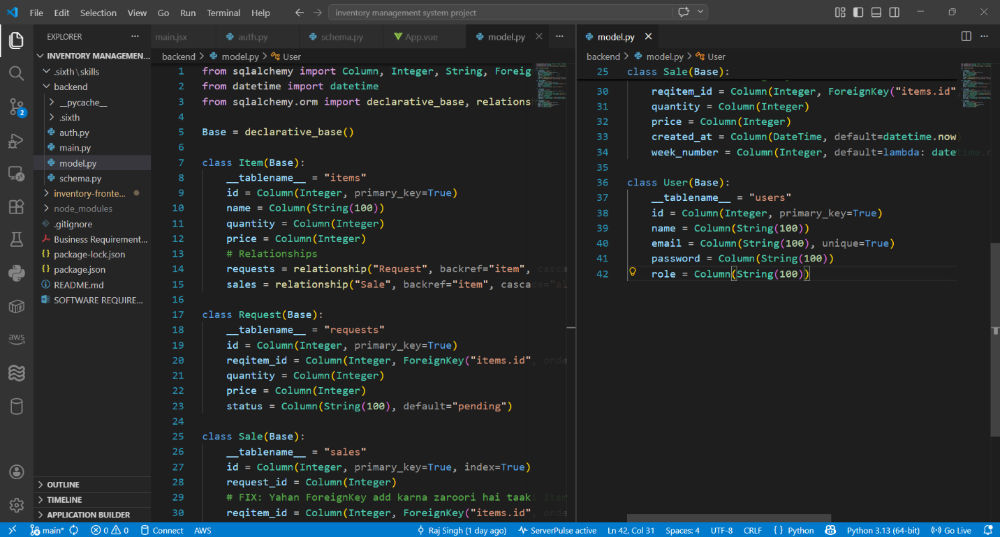 File Edit Selection View Go Run Terminal Help
inventory management system project
EXPLORER
INVENTORY MANAGEMEN...
.sixth\skills
backend
__pycache__
.sixth
auth.py
main.py
model.py
schema.py
inventory-fronte...
node_modules
.gitignore
Business Requirement...
package-lock.json
package.json
README.md
SOFTWARE REQUIRE...
OUTLINE
TIMELINE
APPLICATION BUILDER
main.jsx auth.py schema.py App.vue model.py
backend > model.py > User
1 from sqlalchemy import Column, Integer, String, Foreig
2 from datetime import datetime
3 from sqlalchemy.orm import declarative_base, relations
4
5 Base = declarative_base()
6
7 class Item(Base):
8 __tablename__ = "items"
9 id = Column(Integer, primary_key=True)
10 name = Column(String(100))
11 quantity = Column(Integer)
12 price = Column(Integer)
13 # Relationships
14 requests = relationship("Request", backref="item", casca
15 sales = relationship("Sale", backref="item", cascade="al
16
17 class Request(Base):
18 __tablename__ = "requests"
19 id = Column(Integer, primary_key=True)
20 reqitem_id = Column(Integer, ForeignKey("items.id", onde
21 quantity = Column(Integer)
22 price = Column(Integer)
23 status = Column(String(100), default="pending")
24
25 class Sale(Base):
26 __tablename__ = "sales"
27 id = Column(Integer, primary_key=True, index=True)
28 request_id = Column(Integer)
29 # FIX: Yahan ForeignKey add karna zaroori hai taaki Item
30 reqitem_id = Column(Integer, ForeignKey("items.id", onde
model.py
backend > model.py > User
25 class Sale(Base):
30 reqitem_id = Column(Integer, ForeignKey("items.id"
31 quantity = Column(Integer)
32 price = Column(Integer)
33 created_at = Column(DateTime, default=datetime.now)
34 week_number = Column(Integer, default=lambda: datetime.n
35
36 class User(Base):
37 __tablename__ = "users"
38 id = Column(Integer, primary_key=True)
39 name = Column(String(100))
40 email = Column(String(100), unique=True)
41 password = Column(String(100))
42 role = Column(String(100))
2
aws
main* 0 0 Connect AWS Raj Singh (1 day ago) ServerPulse active Ln 42, Col 31 Spaces: 4 UTF-8 CRLF { } Python Python 3.13 (64-bit) Go Live